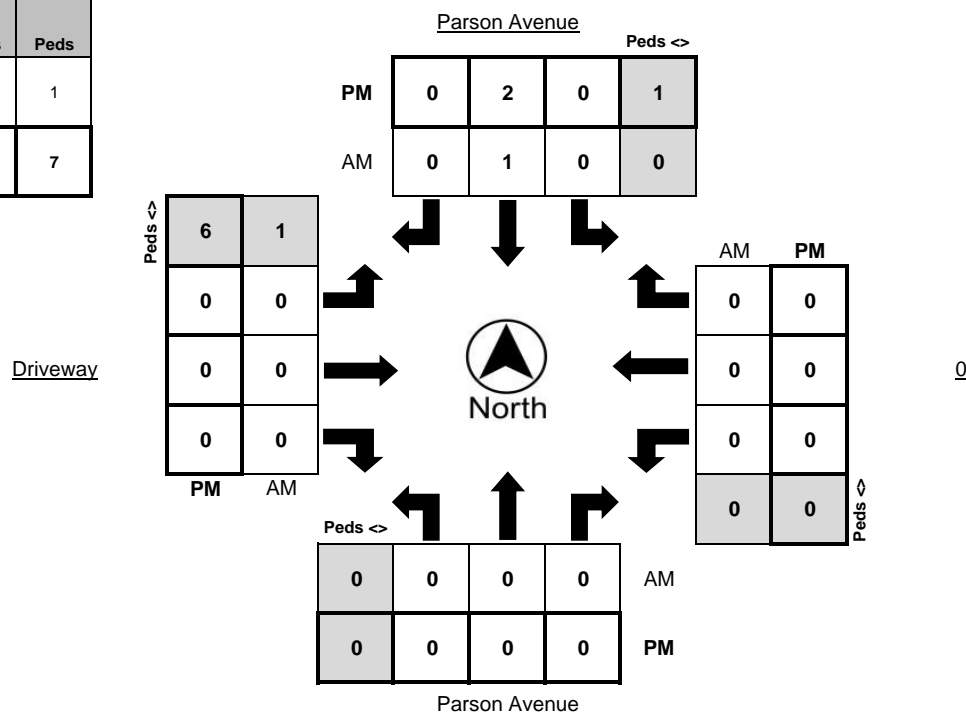 Parson Avenue
Peds <>
Peds
PM 0 2 0 1
1
AM 0 1 0 0
7
Peds <>
6 1
AM PM
0 0
0 0
Driveway
0 0
North
0 0
0
0 0
0 0
PM AM
0 0
Peds <>
Peds <>
0 0 0 0 AM
0 0 0 0 PM
Parson Avenue